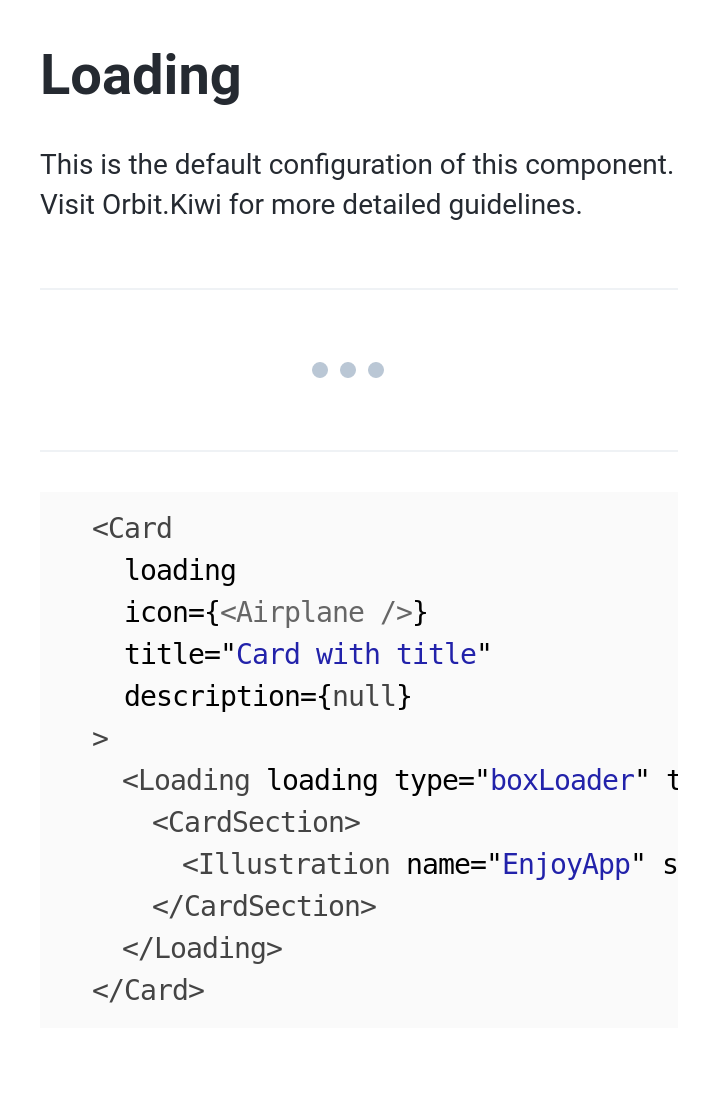 Loading
This is the default configuration of this component.
Visit Orbit.Kiwi for more detailed guidelines.
<Card
  loading
  icon={<Airplane />}
  title="Card with title"
  description={null}
>
  <Loading loading type="boxLoader" t
    <CardSection>
      <Illustration name="EnjoyApp" s
    </CardSection>
  </Loading>
</Card>